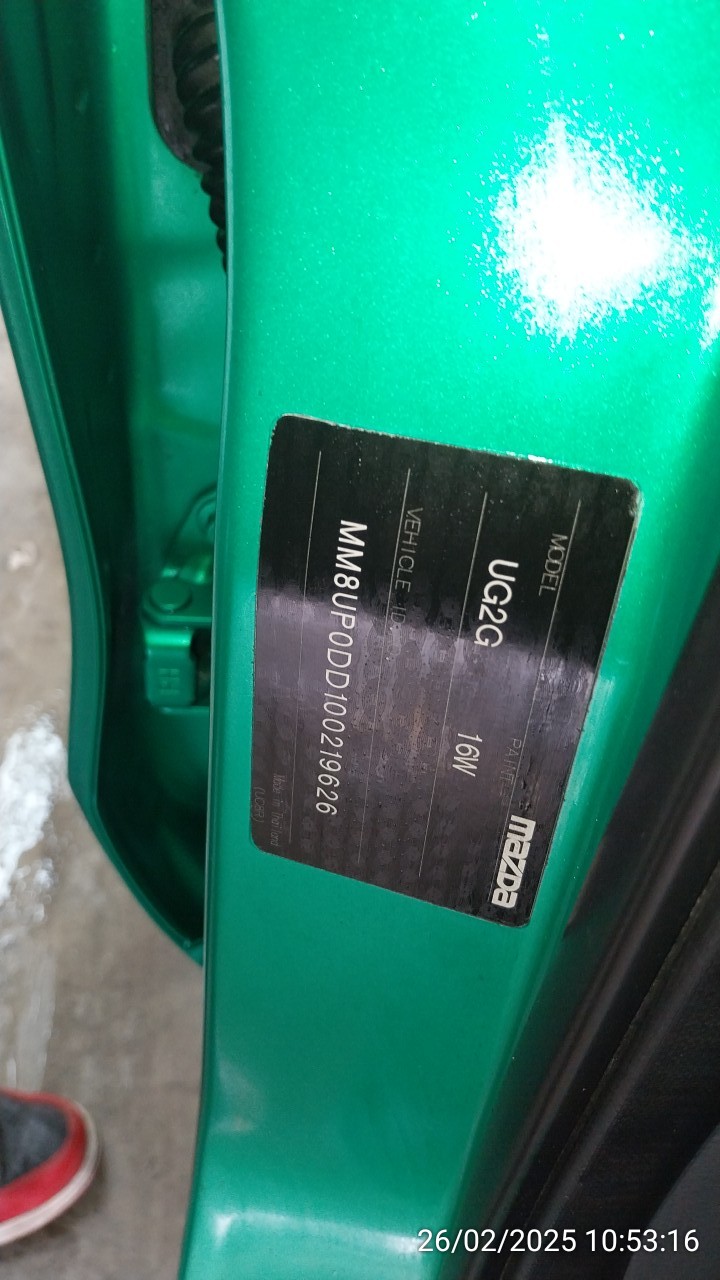 mazda
MODEL PAINT
UG2G 16W
VEHICLE ID
MM8UP0DD100219626
Made in Thailand
26/02/2025 10:53:16